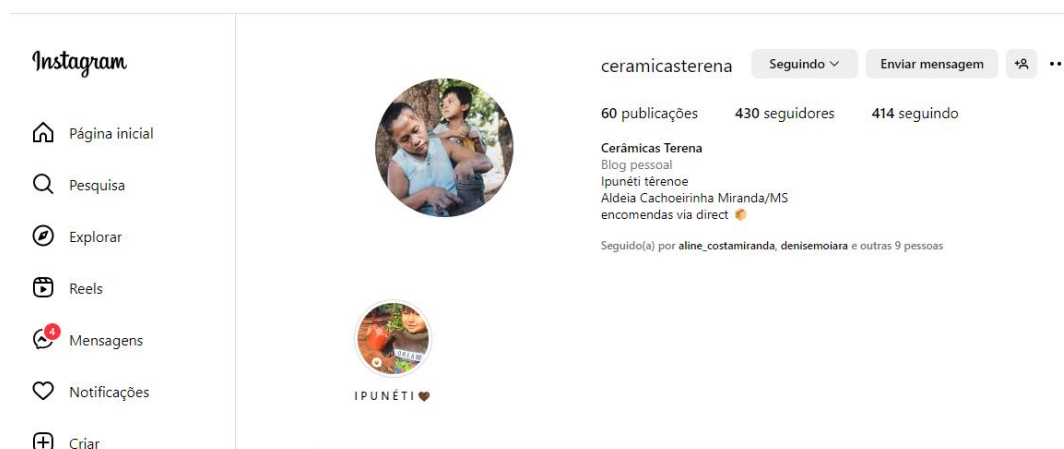 Instagram
Página inicial
Pesquisa
Explorar
Reels
4
Mensagens
Notificações
Criar
ceramicasterena Seguindo Enviar mensagem
60 publicações 430 seguidores 414 seguindo
Cerâmicas Terena
Blog pessoal
Ipunéti têrenoe
Aldeia Cachoeirinha Miranda/MS
encomendas via direct 📦
Seguido(a) por aline_costamiranda, denisemoiara e outras 9 pessoas
DREAM
IPUNÉTI🤎